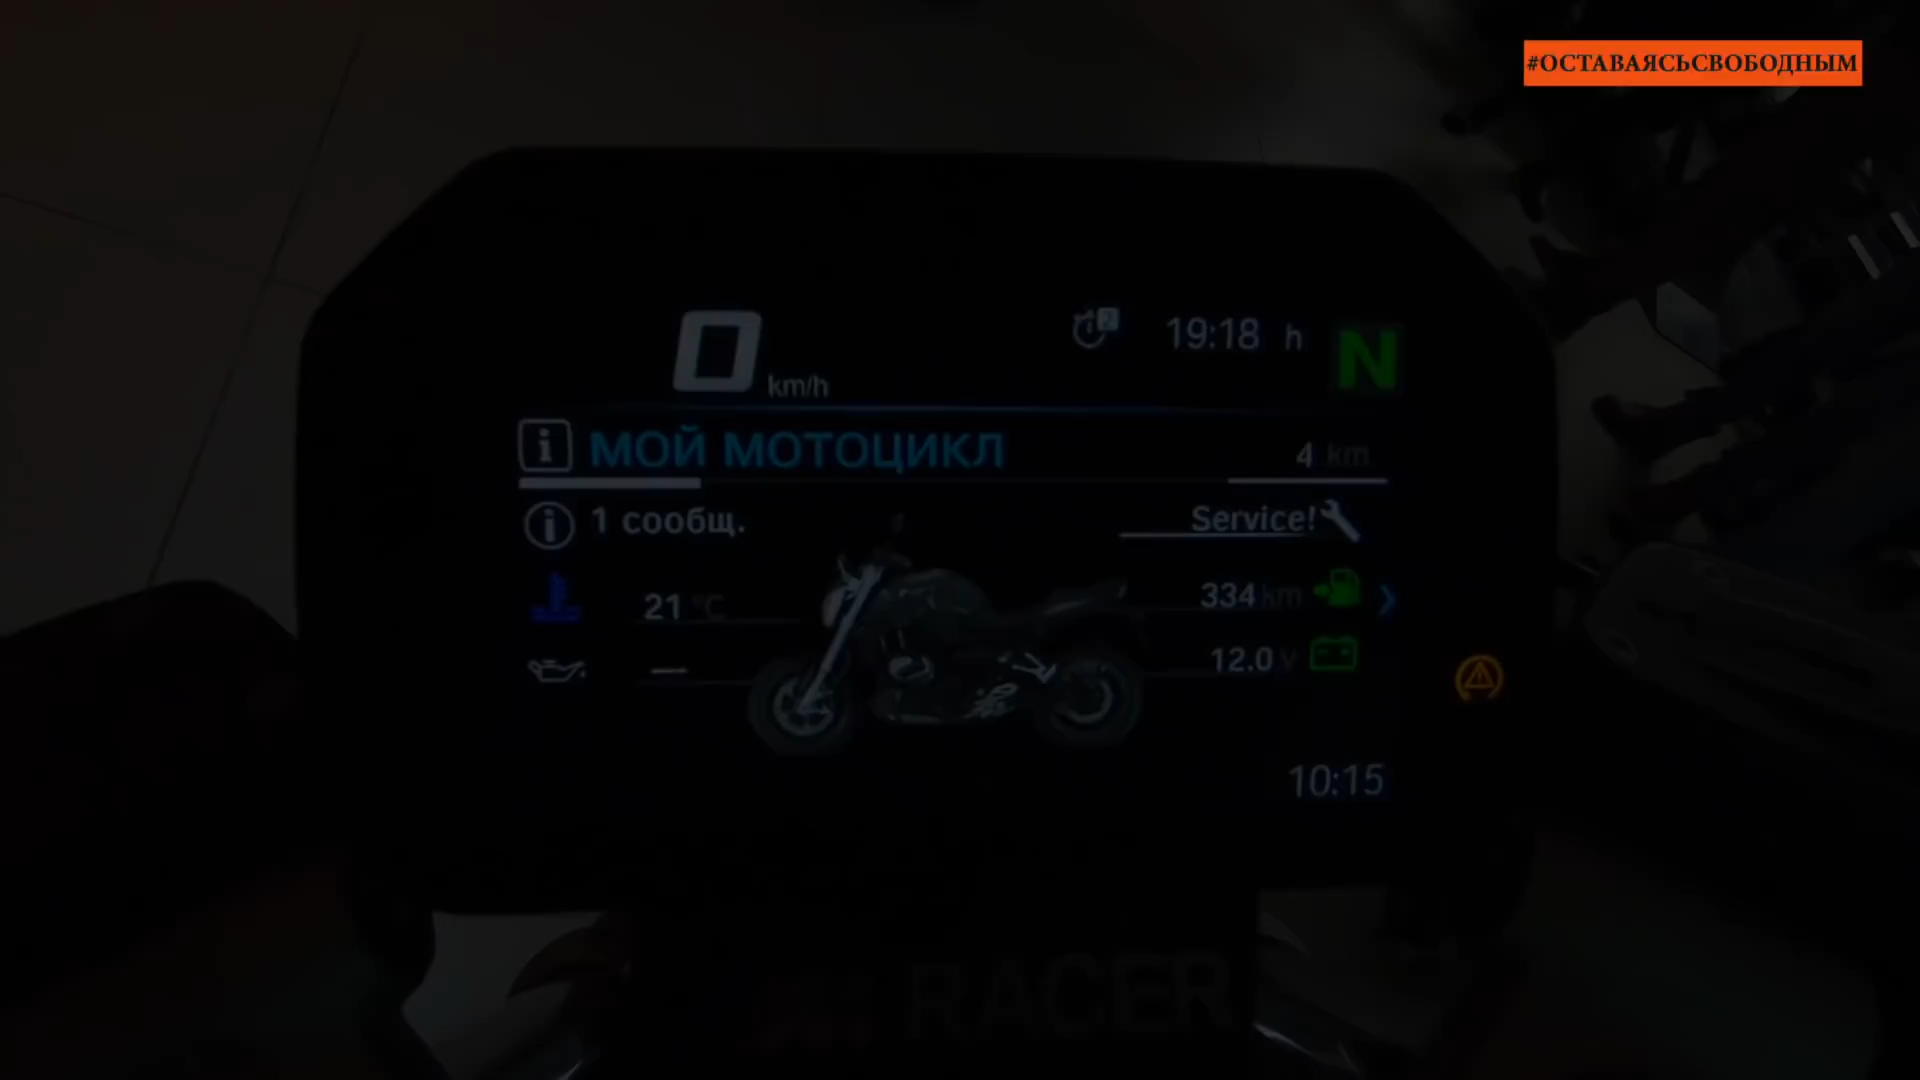 #ОСТАВАЯСЬСВОБОДНЫМ
0 km/h
2 19:18 h N
i МОЙ МОТОЦИКЛ 4 km
i 1 сообщ. Service!
21 °C 334 km
— 12.0 V
10:15
RACER